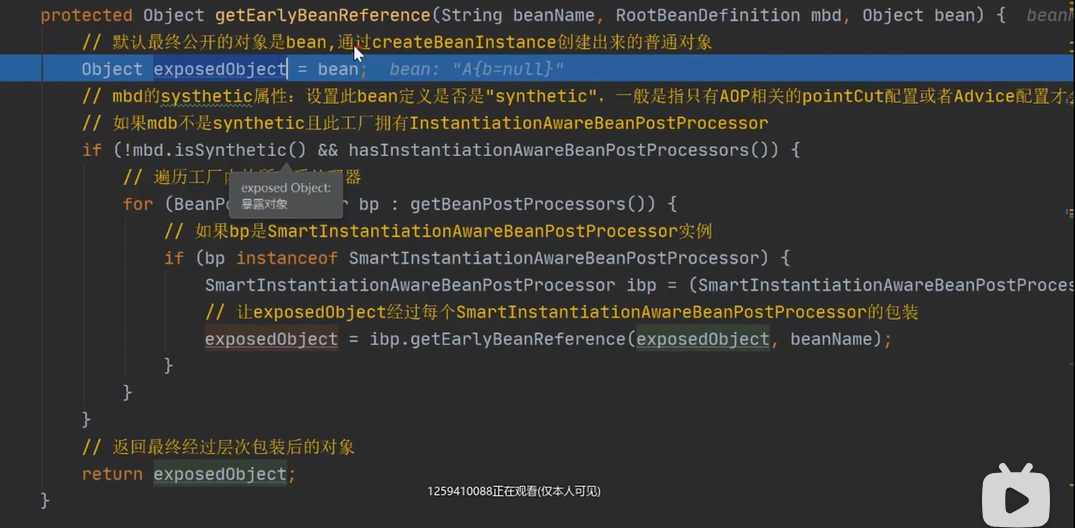 protected Object getEarlyBeanReference(String beanName, RootBeanDefinition mbd, Object bean) { bean
// 默认最终公开的对象是bean,通过createBeanInstance创建出来的普通对象
Object exposedObject = bean; bean: "A{b=null}"
// mbd的systhetic属性：设置此bean定义是否是"synthetic"，一般是指只有AOP相关的pointCut配置或者Advice配置才
// 如果mdb不是synthetic且此工厂拥有InstantiationAwareBeanPostProcessor
if (!mbd.isSynthetic() && hasInstantiationAwareBeanPostProcessors()) {
// 遍历工厂
理器
exposed Object:
暴露对象
for (BeanPo r bp : getBeanPostProcessors()) {
// 如果bp是SmartInstantiationAwareBeanPostProcessor实例
if (bp instanceof SmartInstantiationAwareBeanPostProcessor) {
SmartInstantiationAwareBeanPostProcessor ibp = (SmartInstantiationAwareBeanPostProces
// 让exposedObject经过每个SmartInstantiationAwareBeanPostProcessor的包装
exposedObject = ibp.getEarlyBeanReference(exposedObject, beanName);
}
}
}
// 返回最终经过层次包装后的对象
return exposedObject;
1259410088正在观看(仅本人可见)
}